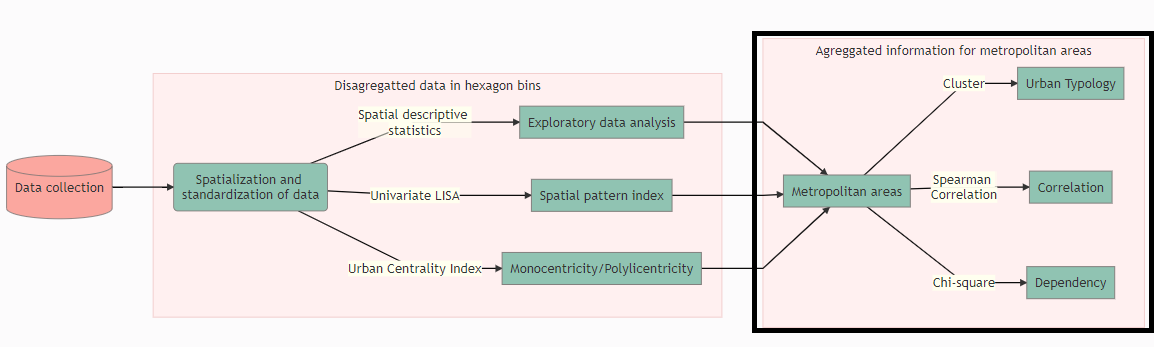 Disagregatted data in hexagon bins
Agreggated information for metropolitan areas
Data collection
Spatialization and
standardization of data
Spatial descriptive
statistics
Univariate LISA
Urban Centrality Index
Exploratory data analysis
Spatial pattern index
Monocentricity/Polylicentricity
Metropolitan areas
Cluster
Spearman
Correlation
Chi-square
Urban Typology
Correlation
Dependency